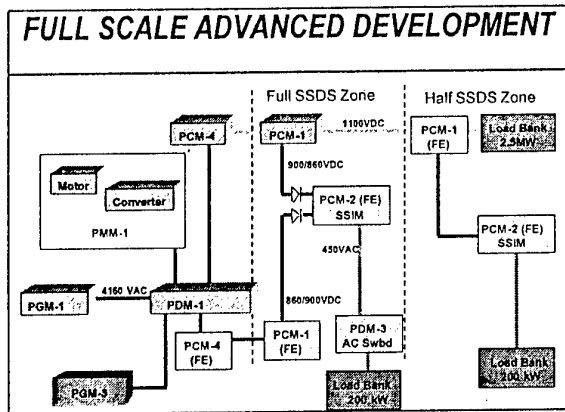 FULL SCALE ADVANCED DEVELOPMENT
Full SSDS Zone
Half SSDS Zone
PCM-4
PCM-1
1100VDC
PCM-1
(FE)
Load Bank
2.5MW
900/860VDC
Motor
Converter
PMM-1
PCM-2 (FE)
SSIM
PCM-2 (FE)
SSIM
450VAC
4160 VAC
PGM-1
PDM-1
860/900VDC
PCM-4
(FE)
PCM-1
(FE)
PDM-3
AC Swbd
PGM-3
Load Bank
200 kW
Load Bank
100 kW